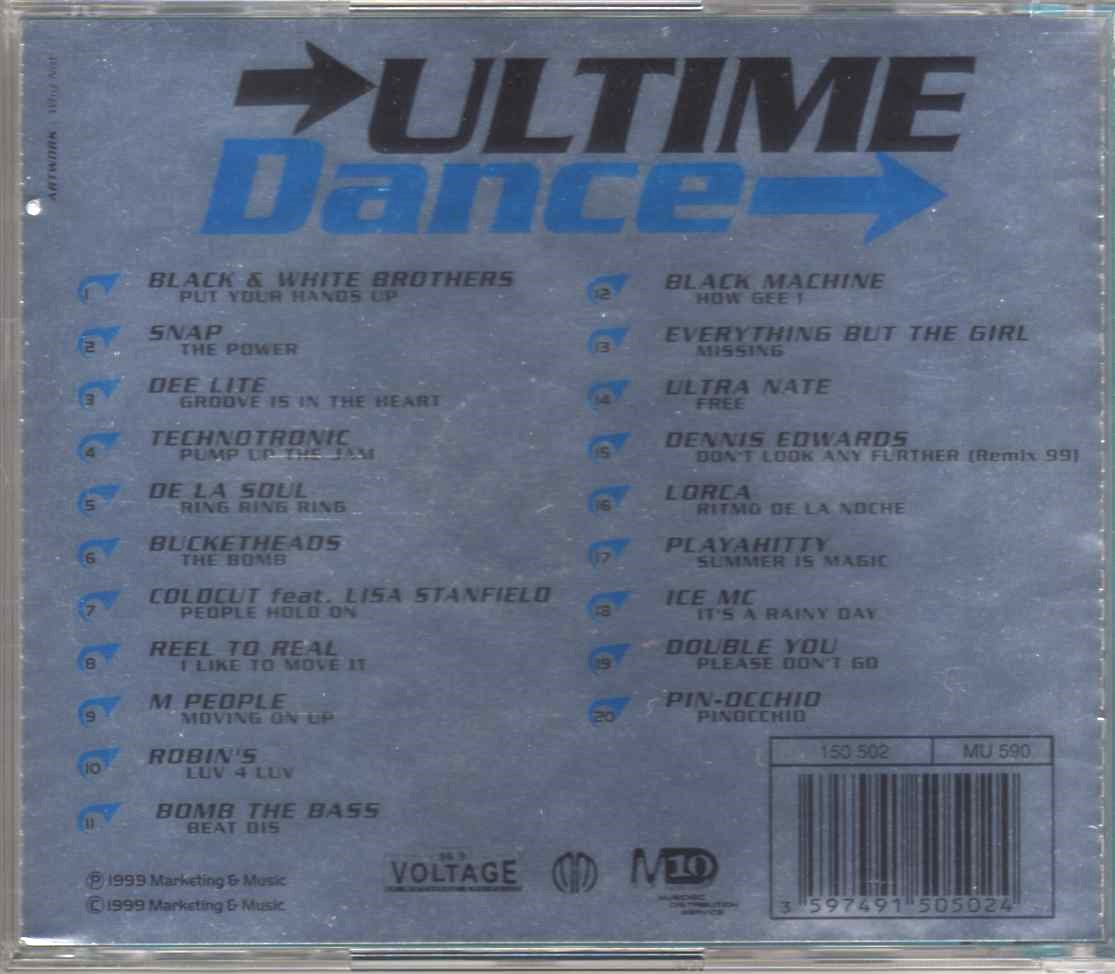 ARTWORK
ULTIME
Dance
1 BLACK & WHITE BROTHERS
PUT YOUR HANDS UP
2 SNAP
THE POWER
3 DEE LITE
GROOVE IS IN THE HEART
4 TECHNOTRONIC
PUMP UP THE JAM
5 DE LA SOUL
RING RING RING
6 BUCKETHEADS
THE BOMB
7 COLDCUT feat. LISA STANFIELD
PEOPLE HOLD ON
8 REEL TO REAL
I LIKE TO MOVE IT
9 M PEOPLE
MOVING ON UP
10 ROBIN'S
LUV 4 LUV
11 BOMB THE BASS
BEAT DIS
12 BLACK MACHINE
HOW GEE !
13 EVERYTHING BUT THE GIRL
MISSING
14 ULTRA NATE
FREE
15 DENNIS EDWARDS
DON'T LOOK ANY FURTHER (Remix 99)
16 LORCA
RITMO DE LA NOCHE
17 PLAYAHITTY
SUMMER IS MAGIC
18 ICE MC
IT'S A RAINY DAY
19 DOUBLE YOU
PLEASE DON'T GO
20 PIN-OCCHIO
PINOCCHIO
℗ 1999 Marketing & Music
© 1999 Marketing & Music
VOLTAGE
M10
MUSIDISC
DISTRIBUTION
SERVICE
150 502 MU 590
3 597491 505024